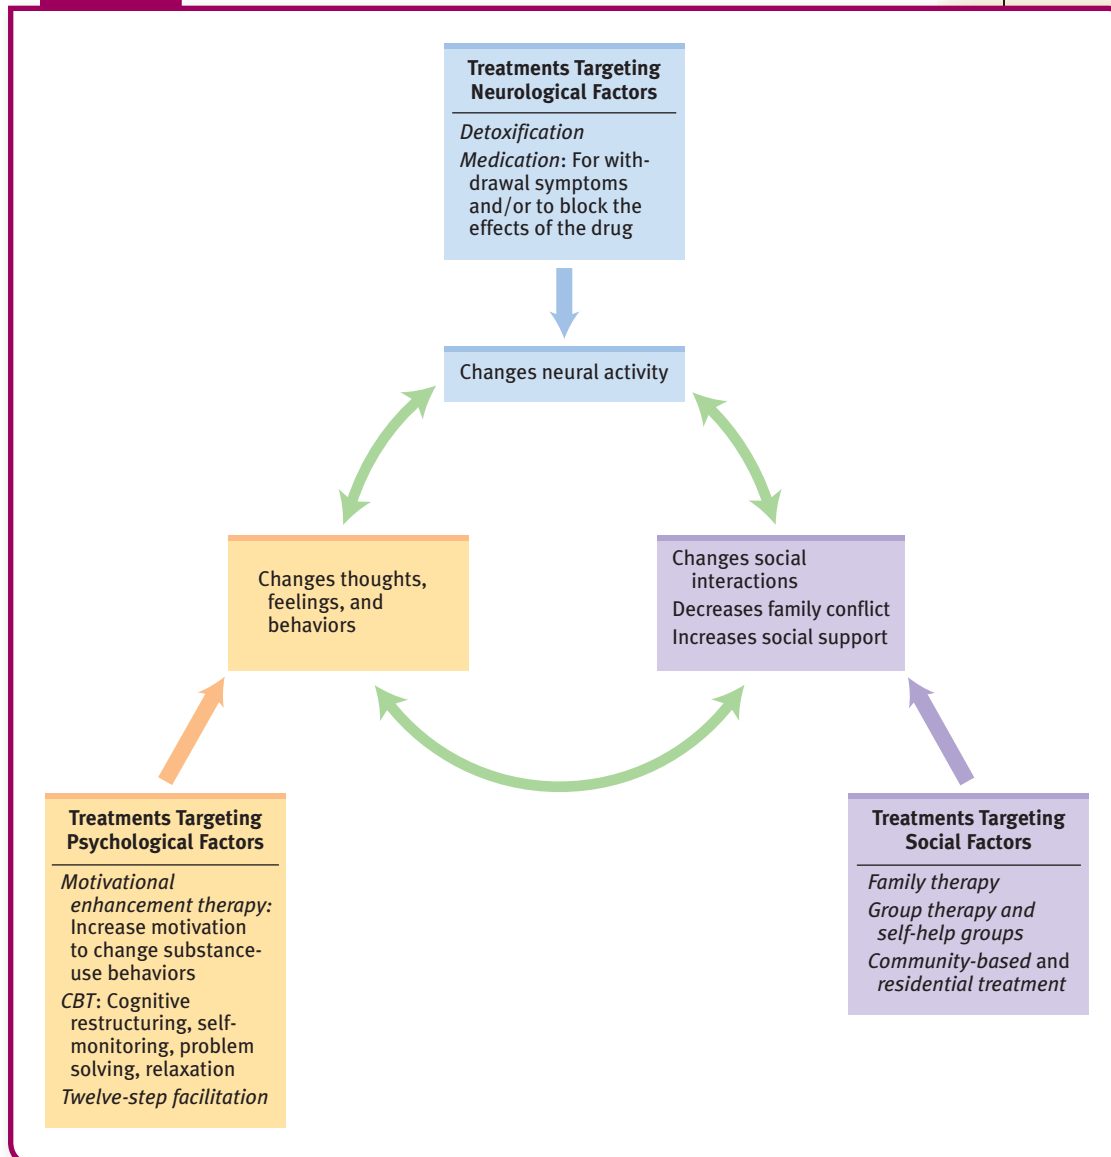 Treatments Targeting
Neurological Factors
Detoxification
Medication: For with-
drawal symptoms
and/or to block the
effects of the drug
Changes neural activity
Changes thoughts,
feelings, and
behaviors
Changes social
interactions
Decreases family conflict
Increases social support
Treatments Targeting
Psychological Factors
Motivational
enhancement therapy:
Increase motivation
to change substance-
use behaviors
CBT: Cognitive
restructuring, self-
monitoring, problem
solving, relaxation
Twelve-step facilitation
Treatments Targeting
Social Factors
Family therapy
Group therapy and
self-help groups
Community-based and
residential treatment